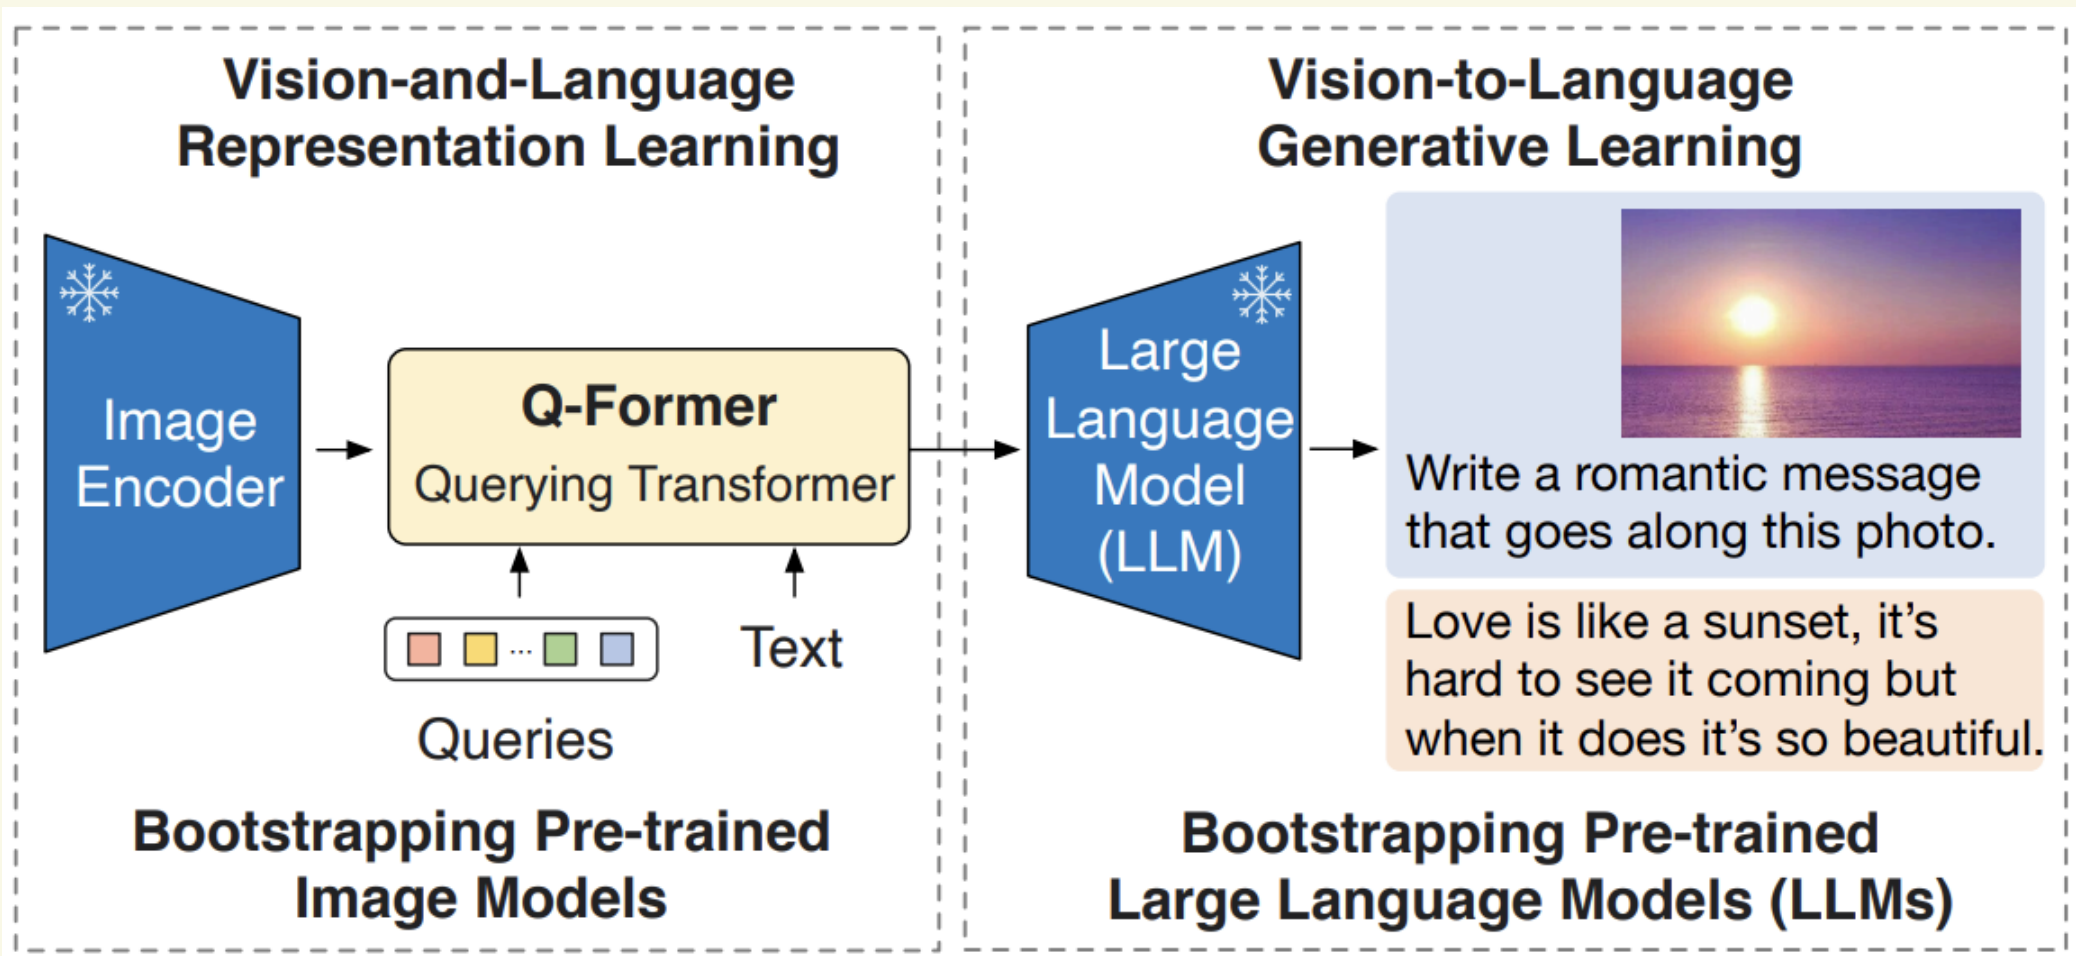 Vision-and-Language
Representation Learning
Image
Encoder
Q-Former
Querying Transformer
...
Queries
Text
Bootstrapping Pre-trained
Image Models
Vision-to-Language
Generative Learning
Large
Language
Model
(LLM)
Write a romantic message
that goes along this photo.
Love is like a sunset, it’s
hard to see it coming but
when it does it’s so beautiful.
Bootstrapping Pre-trained
Large Language Models (LLMs)